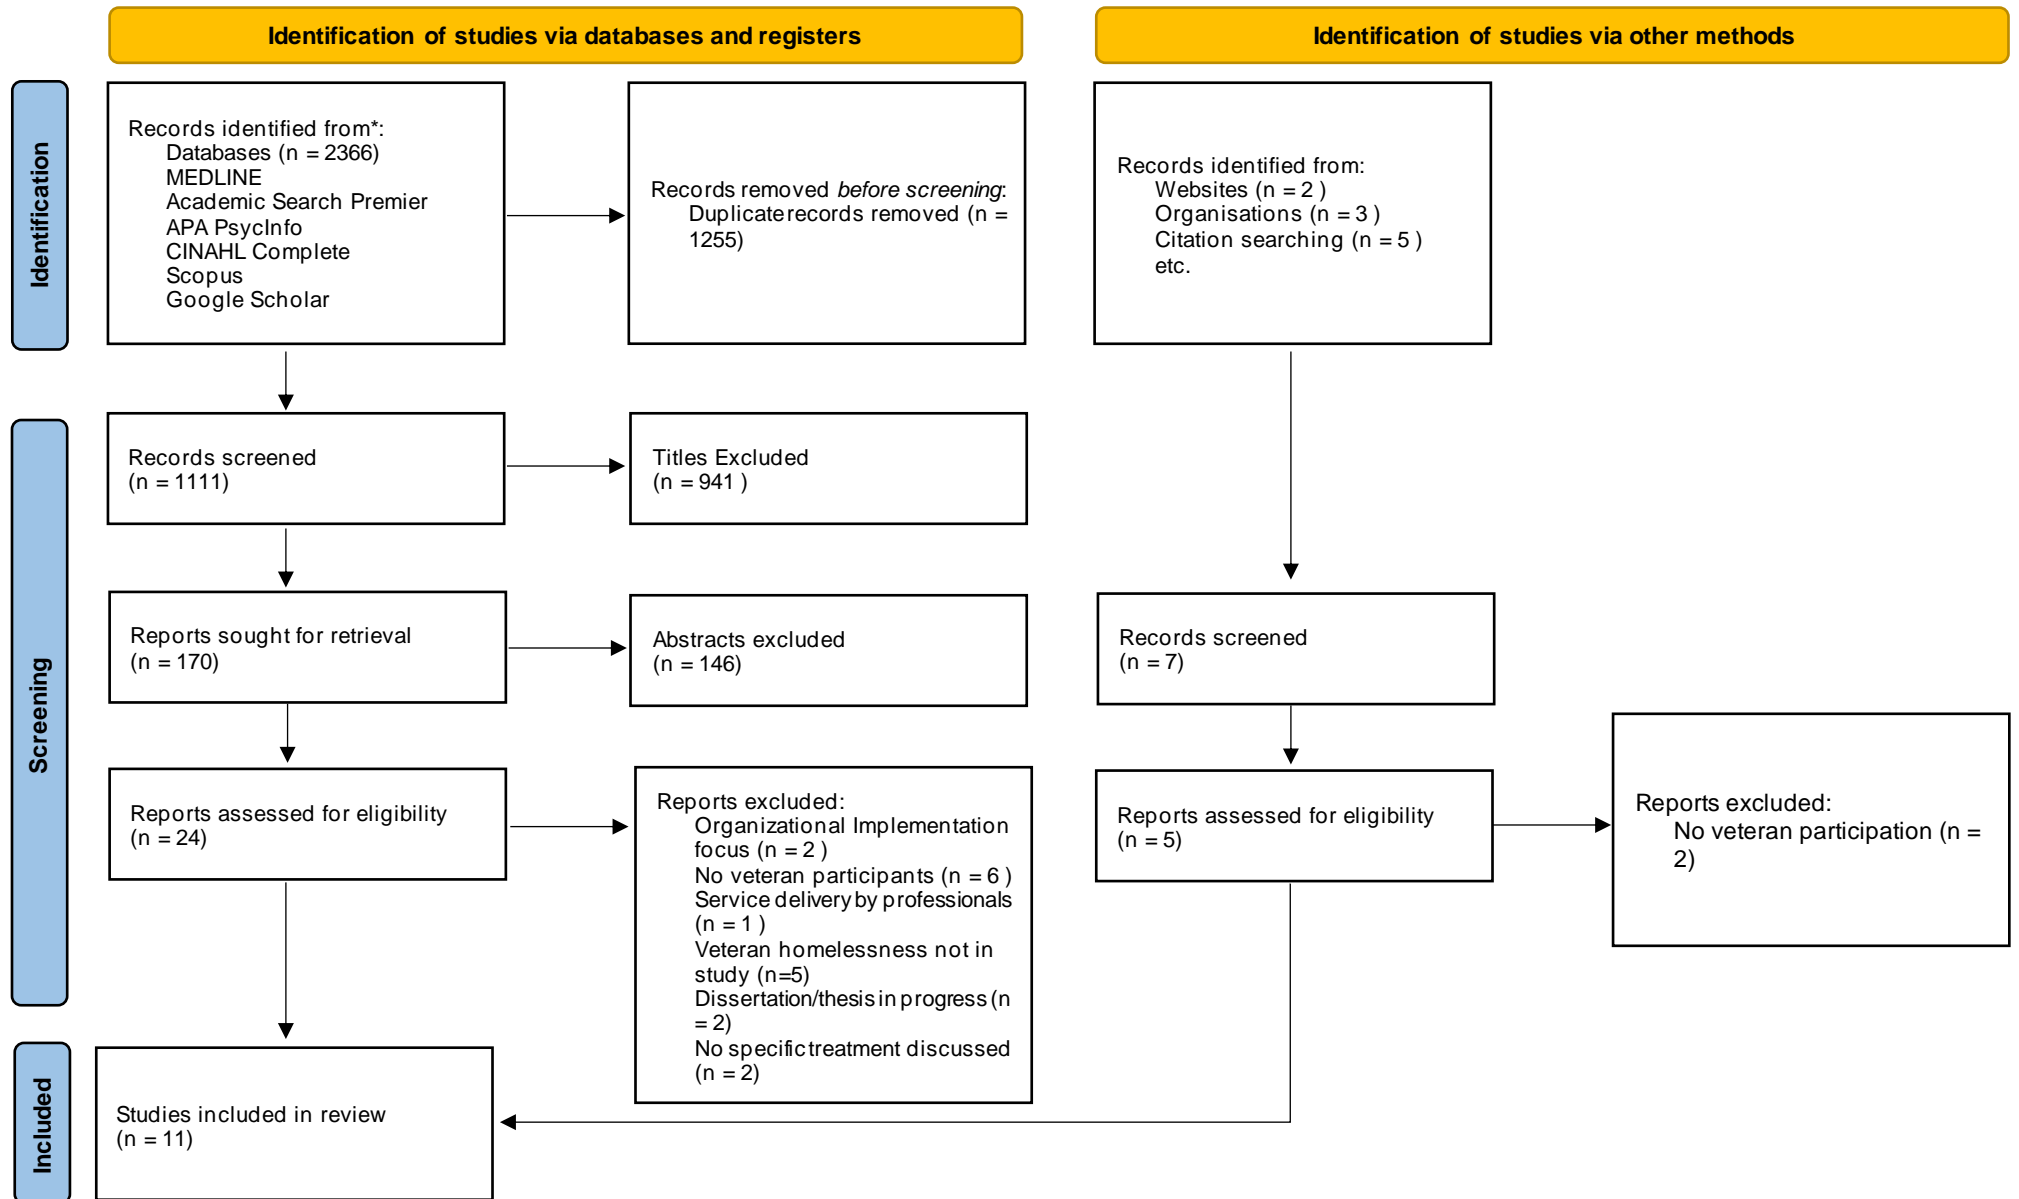 Identification of studies via databases and registers
Identification of studies via other methods
Identification
Records identified from*:
Databases (n = 2366)
MEDLINE
Academic Search Premier
APA PsycInfo
CINAHL Complete
Scopus
Google Scholar
Records removed before screening:
Duplicate records removed (n =
1255)
Records identified from:
Websites (n = 2 )
Organisations (n = 3 )
Citation searching (n = 5 )
etc.
Screening
Records screened
(n = 1111)
Titles Excluded
(n = 941 )
Reports sought for retrieval
(n = 170)
Abstracts excluded
(n = 146)
Records screened
(n = 7)
Reports assessed for eligibility
(n = 24)
Reports excluded:
Organizational Implementation
focus (n = 2 )
No veteran participants (n = 6 )
Service delivery by professionals
(n = 1 )
Veteran homelessness not in
study (n=5)
Dissertation/thesis in progress (n
= 2)
No specific treatment discussed
(n = 2)
Reports assessed for eligibility
(n = 5)
Reports excluded:
No veteran participation (n =
2)
Included
Studies included in review
(n = 11)